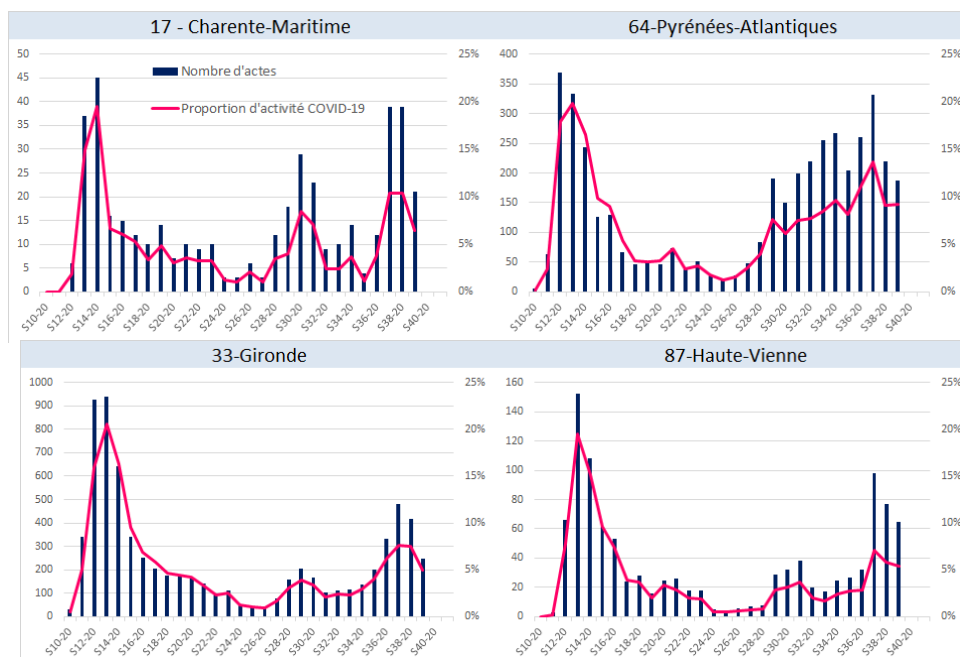 17 - Charente-Maritime
50
45
40
35
30
25
20
15
10
5
0
25%
20%
15%
10%
5%
0%
Nombre d'actes
Proportion d'activité COVID-19
S10-20
S12-20
S14-20
S16-20
S18-20
S20-20
S22-20
S24-20
S26-20
S28-20
S30-20
S32-20
S34-20
S36-20
S38-20
S40-20
64-Pyrénées-Atlantiques
400
350
300
250
200
150
100
50
0
25%
20%
15%
10%
5%
0%
S10-20
S12-20
S14-20
S16-20
S18-20
S20-20
S22-20
S24-20
S26-20
S28-20
S30-20
S32-20
S34-20
S36-20
S38-20
S40-20
33-Gironde
1000
900
800
700
600
500
400
300
200
100
0
25%
20%
15%
10%
5%
0%
S10-20
S12-20
S14-20
S16-20
S18-20
S20-20
S22-20
S24-20
S26-20
S28-20
S30-20
S32-20
S34-20
S36-20
S38-20
S40-20
87-Haute-Vienne
160
140
120
100
80
60
40
20
0
25%
20%
15%
10%
5%
0%
S10-20
S12-20
S14-20
S16-20
S18-20
S20-20
S22-20
S24-20
S26-20
S28-20
S30-20
S32-20
S34-20
S36-20
S38-20
S40-20